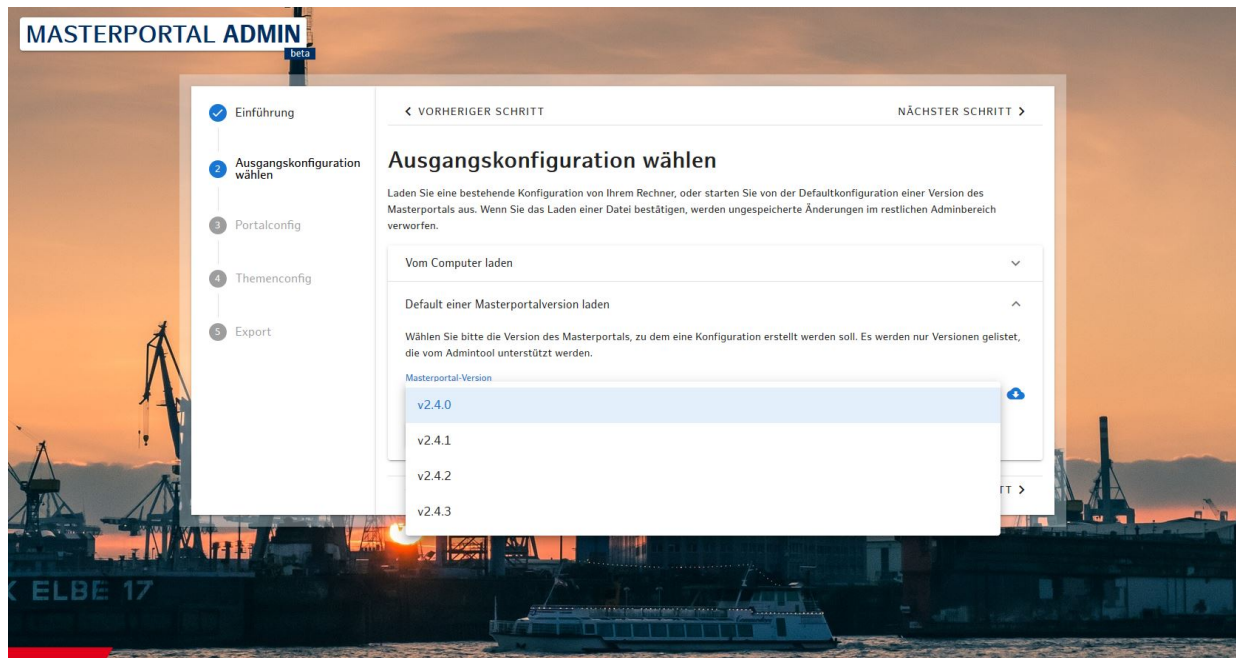 MASTERPORTAL ADMIN
beta
Einführung
2 Ausgangskonfiguration
wählen
3 Portalconfig
4 Themenconfig
5 Export
VORHERIGER SCHRITT
NÄCHSTER SCHRITT
Ausgangskonfiguration wählen
Laden Sie eine bestehende Konfiguration von Ihrem Rechner, oder starten Sie von der Defaultkonfiguration einer Version des
Masterportals aus. Wenn Sie das Laden einer Datei bestätigen, werden ungespeicherte Änderungen im restlichen Adminbereich
verworfen.
Vom Computer laden
Default einer Masterportalversion laden
Wählen Sie bitte die Version des Masterportals, zu dem eine Konfiguration erstellt werden soll. Es werden nur Versionen gelistet,
die vom Admintool unterstützt werden.
Masterportal-Version
v2.4.0
v2.4.1
v2.4.2
v2.4.3
TT
ELBE 17